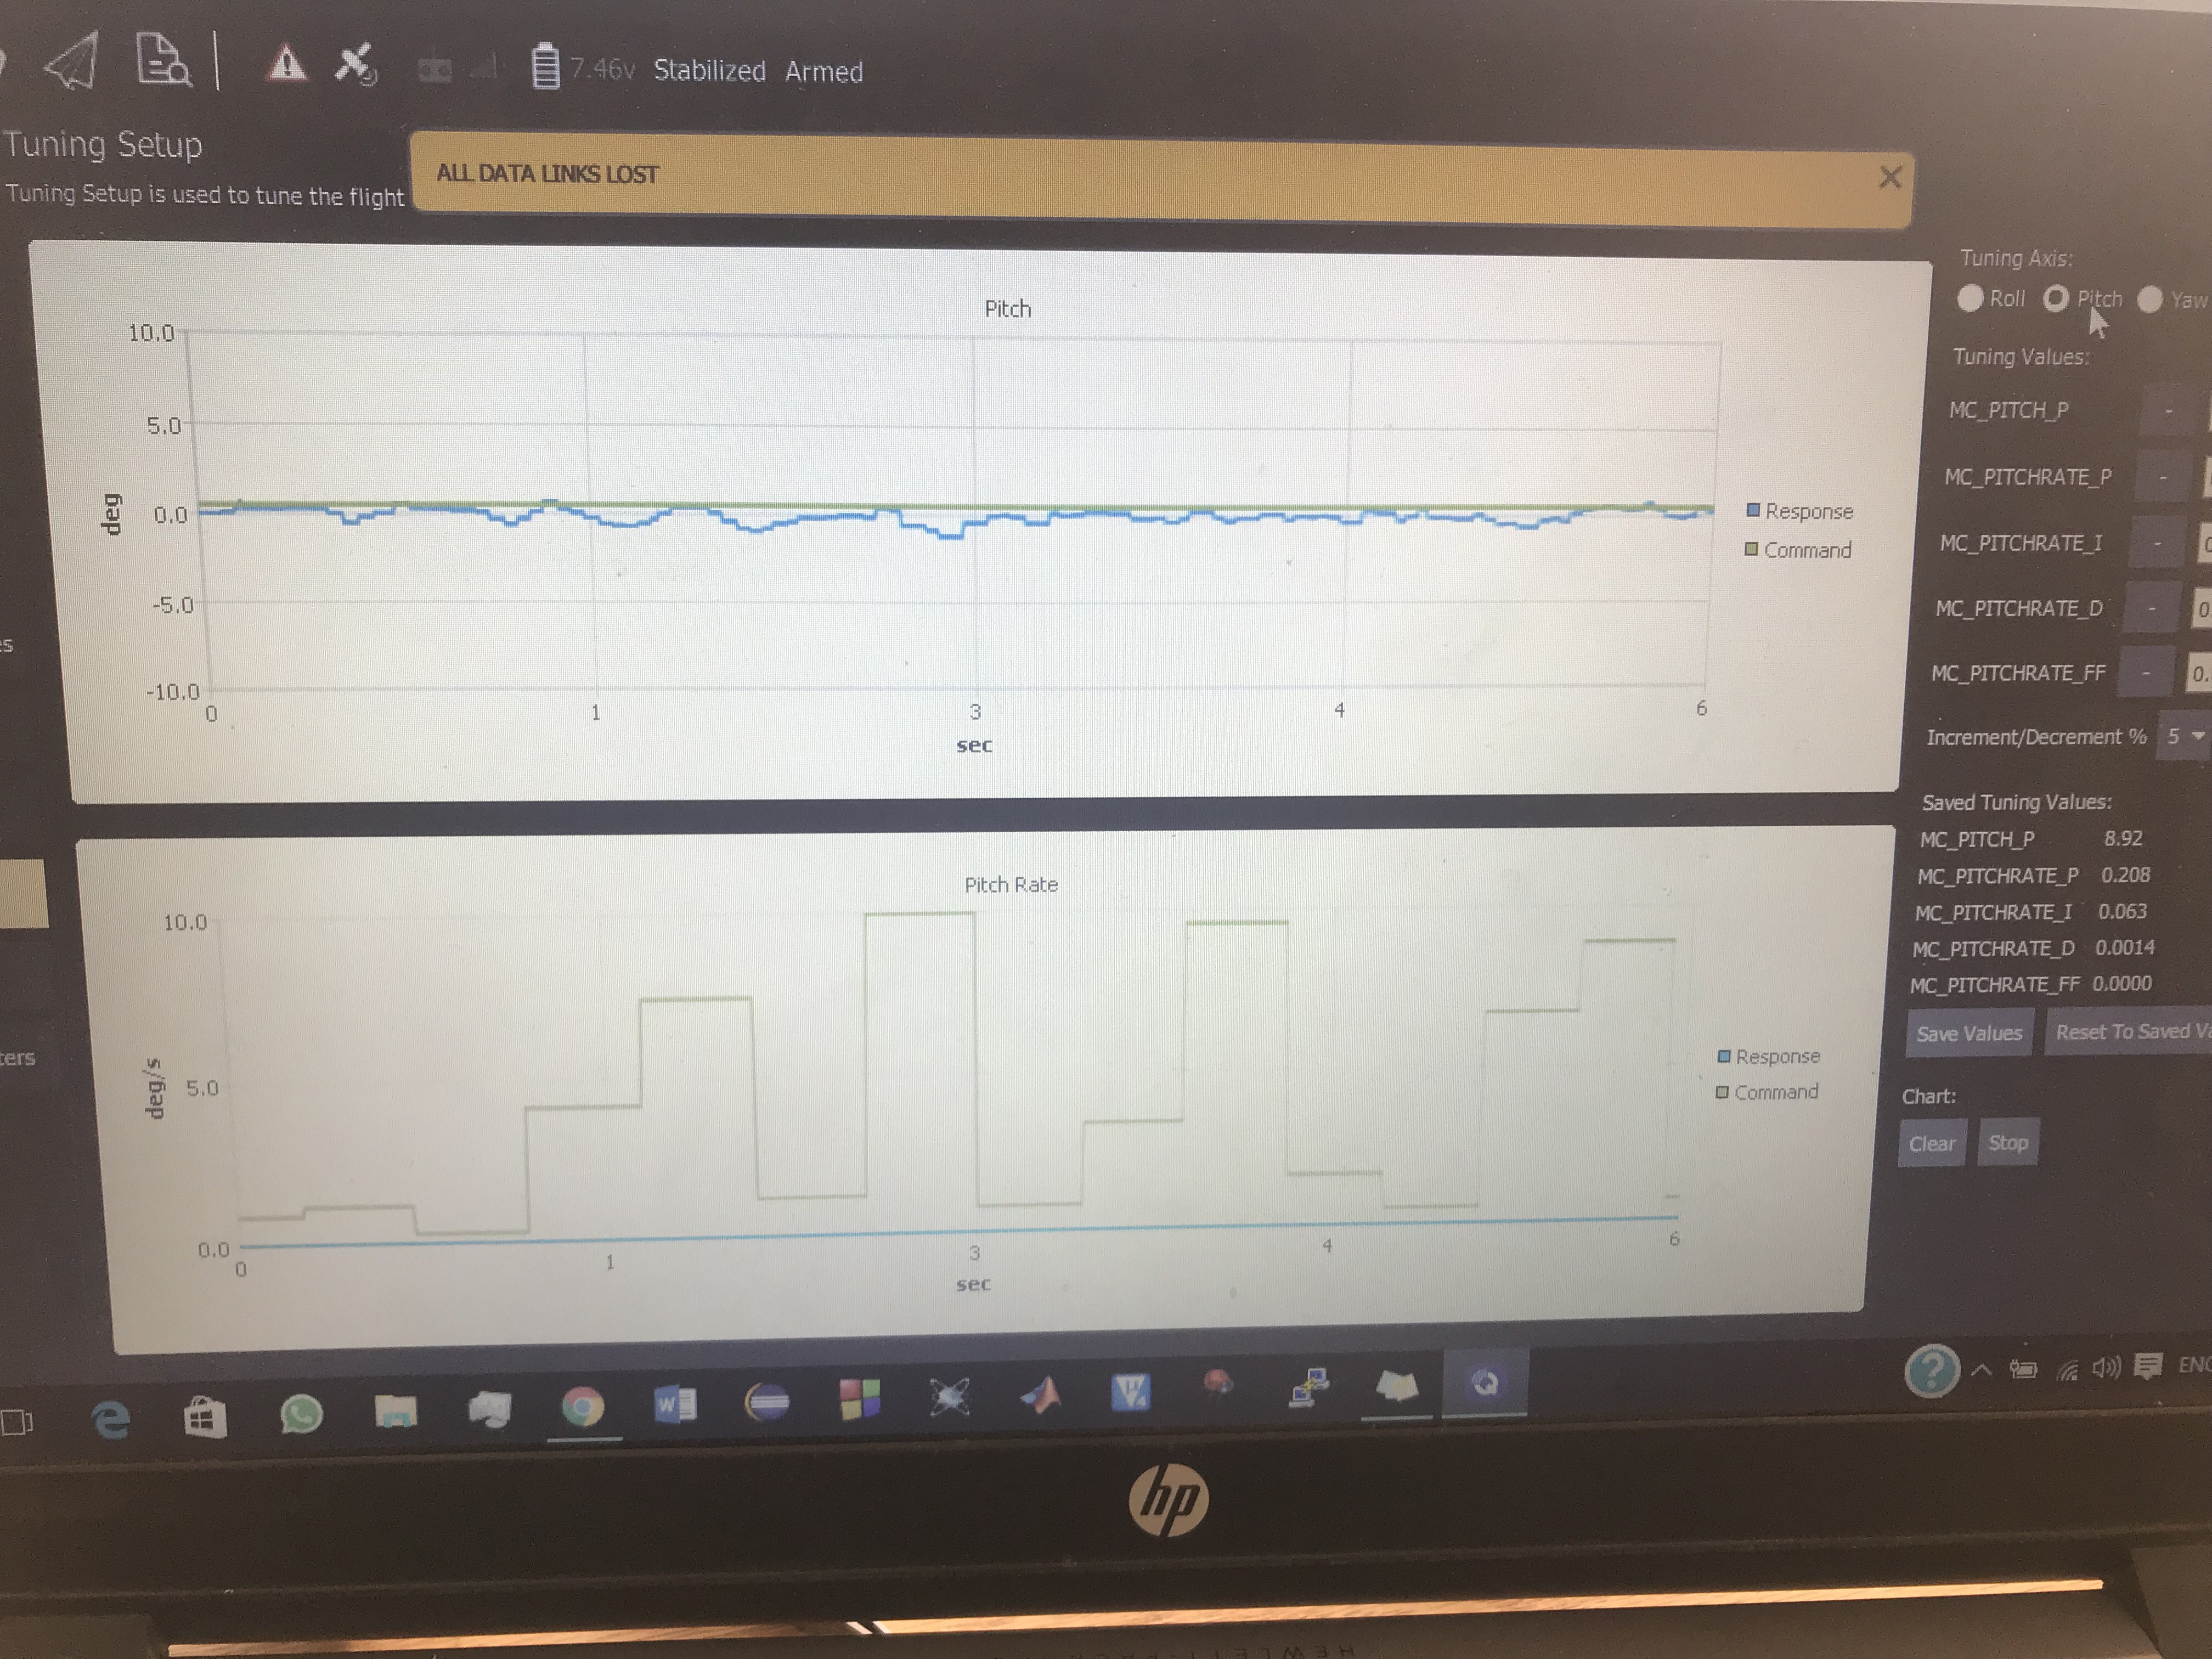 7.46v Stabilized Armed
Tuning Setup
Tuning Setup is used to tune the flight
ALL DATA LINKS LOST
Tuning Axis:
Roll Pitch Yaw
Tuning Values:
MC_PITCH_P -
MC_PITCHRATE_P -
MC_PITCHRATE_I -
MC_PITCHRATE_D - 0.
MC_PITCHRATE_FF - 0.
Increment/Decrement % 5
Saved Tuning Values:
MC_PITCH_P 8.92
MC_PITCHRATE_P 0.208
MC_PITCHRATE_I 0.063
MC_PITCHRATE_D 0.0014
MC_PITCHRATE_FF 0.0000
Save Values Reset To Saved Va
Chart:
Clear Stop
Pitch
10.0
5.0
0.0
-5.0
-10.0
deg
0 1 3 4 6
sec
Response
Command
Pitch Rate
10.0
5.0
0.0
deg/s
0 1 3 4 6
sec
Response
Command
es
ters
ENG
hp